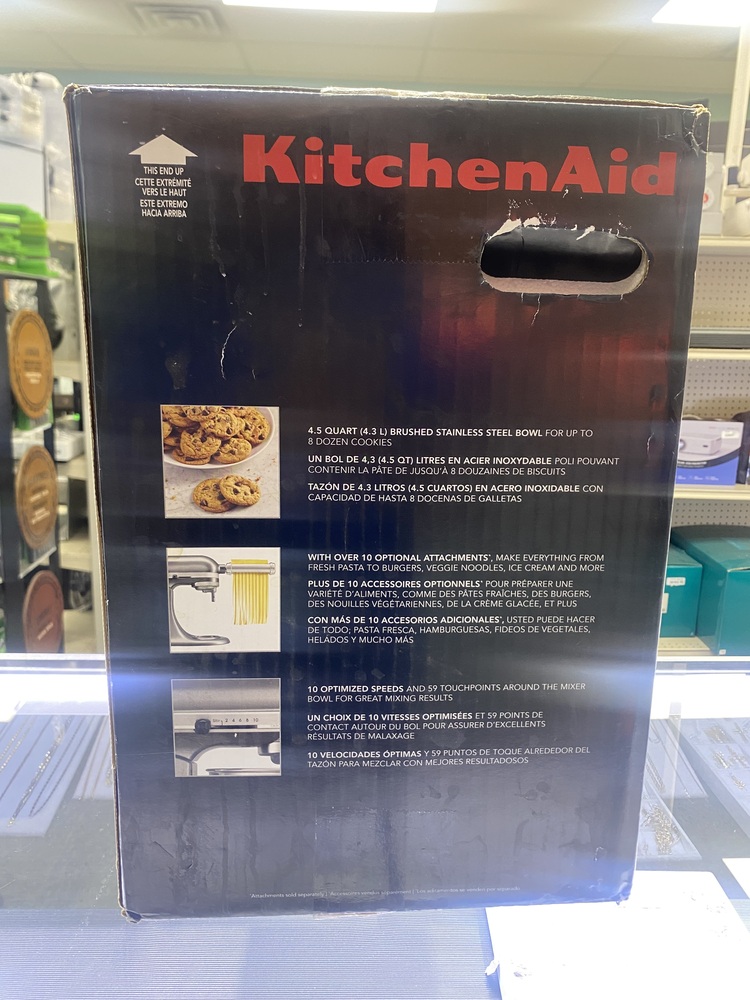 KitchenAid
THIS END UP
CETTE EXTRÉMITÉ
VERS LE HAUT
ESTE EXTREMO
HACIA ARRIBA
4.5 QUART (4.3 L) BRUSHED STAINLESS STEEL BOWL FOR UP TO
8 DOZEN COOKIES
UN BOL DE 4,3 (4.5 QT) LITRES EN ACIER INOXYDABLE POLI POUVANT
CONTENIR LA PÂTE DE JUSQU'À 8 DOUZAINES DE BISCUITS
TAZÓN DE 4.3 LITROS (4.5 CUARTOS) EN ACERO INOXIDABLE CON
CAPACIDAD DE HASTA 8 DOCENAS DE GALLETAS
WITH OVER 10 OPTIONAL ATTACHMENTS*, MAKE EVERYTHING FROM
FRESH PASTA TO BURGERS, VEGGIE NOODLES, ICE CREAM AND MORE
PLUS DE 10 ACCESSOIRES OPTIONNELS* POUR PRÉPARER UNE
VARIÉTÉ D'ALIMENTS, COMME DES PÂTES FRAÎCHES, DES BURGERS,
DES NOUILLES VÉGÉTARIENNES, DE LA CRÈME GLACÉE, ET PLUS
CON MÁS DE 10 ACCESORIOS ADICIONALES*, USTED PUEDE HACER
DE TODO; PASTA FRESCA, HAMBURGUESAS, FIDEOS DE VEGETALES,
HELADOS Y MUCHO MÁS
2 4 6 8 10
10 OPTIMIZED SPEEDS AND 59 TOUCHPOINTS AROUND THE MIXER
BOWL FOR GREAT MIXING RESULTS
UN CHOIX DE 10 VITESSES OPTIMISÉES ET 59 POINTS DE
CONTACT AUTOUR DU BOL POUR ASSURER D'EXCELLENTS
RÉSULTATS DE MALAXAGE
10 VELOCIDADES ÓPTIMAS Y 59 PUNTOS DE TOQUE ALREDEDOR DEL
TAZÓN PARA MEZCLAR CON MEJORES RESULTADOSOS
*Attachments sold separately